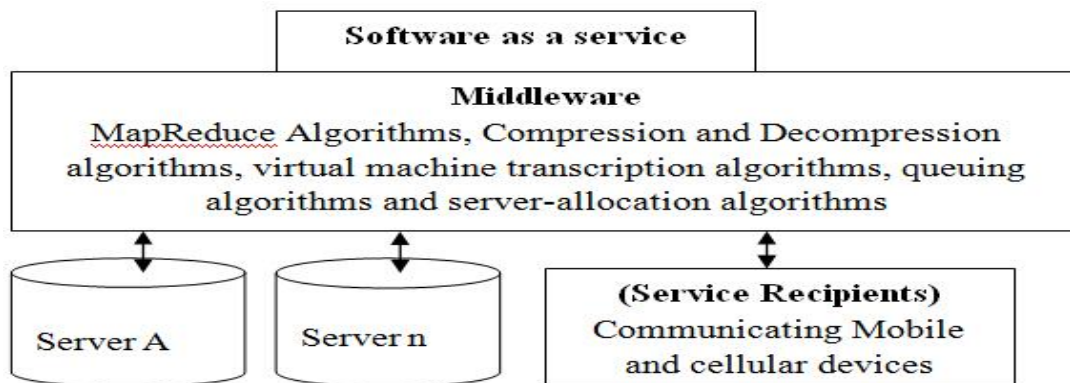 Software as a service
Middleware
MapReduce Algorithms, Compression and Decompression
algorithms, virtual machine transcription algorithms, queuing
algorithms and server-allocation algorithms
Server A
Server n
(Service Recipients)
Communicating Mobile
and cellular devices